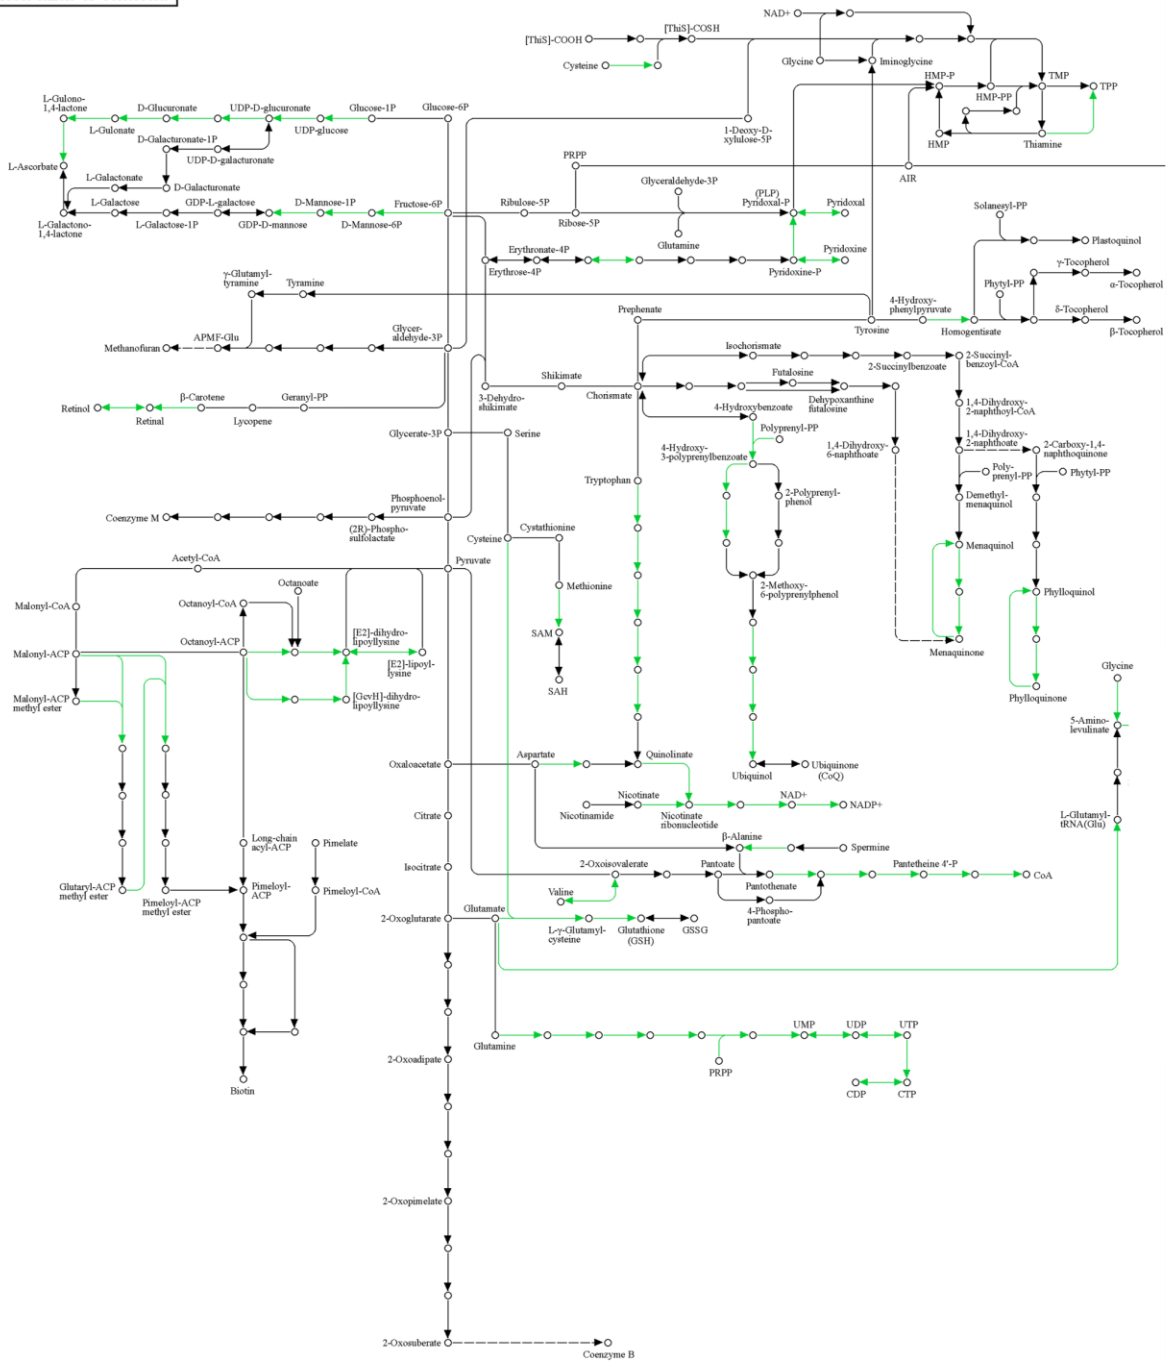 NAD+
[ThiS]-COSH
[ThiS]-COOH
Cysteine
Glycine
Iminoglycine
HMP-P
TMP
TPP
HMP-PP
HMP
Thiamine
L-Gulono-
1,4-lactone
D-Glucuronate
UDP-D-glucuronate
Glucose-1P
Glucose-6P
L-Gulonate
UDP-glucose
1-Deoxy-D-
xylulose-5P
D-Galacturonate-1P
UDP-D-galacturonate
L-Ascorbate
PRPP
AIR
L-Galactonate
D-Galacturonate
Glyceraldehyde-3P
(PLP)
Pyridoxal-P
Pyridoxal
L-Galactose
GDP-L-galactose
D-Mannose-1P
Fructose-6P
Ribulose-5P
Ribose-5P
L-Galactono-
1,4-lactone
L-Galactose-1P
GDP-D-mannose
D-Mannose-6P
Glutamine
Solanesyl-PP
Plastoquinol
Erythronate-4P
Erythrose-4P
Pyridoxine-P
Pyridoxine
γ-Tocopherol
α-Tocopherol
γ-Glutamyl-
tyramine
Tyramine
Phytyl-PP
4-Hydroxy-
phenylpyruvate
Prephenate
Tyrosine
Homogentisate
δ-Tocopherol
β-Tocopherol
Methanofuran
APMF-Glu
Glycer-
aldehyde-3P
Isochorismate
2-Succinylbenzoate
2-Succinyl-
benzoyl-CoA
Shikimate
Futalosine
3-Dehydro-
shikimate
Chorismate
Dehypoxanthine
futalosine
Retinol
Retinal
β-Carotene
Lycopene
Geranyl-PP
4-Hydroxybenzoate
1,4-Dihydroxy-
2-naphthoyl-CoA
Glycerate-3P
Serine
Polyprenyl-PP
4-Hydroxy-
3-polyprenylbenzoate
1,4-Dihydroxy-
6-naphthoate
1,4-Dihydroxy-
2-naphthoate
2-Carboxy-1,4-
naphthoquinone
Poly-
prenyl-PP
Phytyl-PP
Tryptophan
2-Polyprenyl-
phenol
Demethyl-
menaquinol
Coenzyme M
(2R)-Phospho-
sulfolactate
Phosphoenol-
pyruvate
Cysteine
Cystathionine
Menaquinol
Acetyl-CoA
Pyruvate
Methionine
2-Methoxy-
6-polyprenylphenol
Phylloquinol
Octanoate
Malonyl-CoA
Octanoyl-CoA
Octanoyl-ACP
[E2]-dihydro-
lipoyllysine
SAM
Menaquinone
Malonyl-ACP
[E2]-lipoyl-
lysine
SAH
Glycine
Malonyl-ACP
methyl ester
[GcvH]-dihydro-
lipoyllysine
Phylloquinone
5-Amino-
levulinate
Oxaloacetate
Aspartate
Quinolinate
Ubiquinol
Ubiquinone
(CoQ)
Nicotinate
Nicotinamide
Nicotinate
ribonucleotide
NAD+
NADP+
Citrate
L-Glutamyl-
tRNA(Glu)
Long-chain
acyl-ACP
Pimelate
β-Alanine
Spermine
Isocitrate
2-Oxoisovalerate
Pantoate
Pantetheine 4'-P
CoA
Glutaryl-ACP
methyl ester
Pimeloyl-ACP
methyl ester
Pimeloyl-
ACP
Pimeloyl-CoA
Valine
Pantothenate
4-Phospho-
pantoate
2-Oxoglutarate
Glutamate
L-γ-Glutamyl-
cysteine
Glutathione
(GSH)
GSSG
UMP
UDP
UTP
Glutamine
2-Oxoadipate
PRPP
CDP
CTP
Biotin
2-Oxopimelate
2-Oxosuberate
Coenzyme B